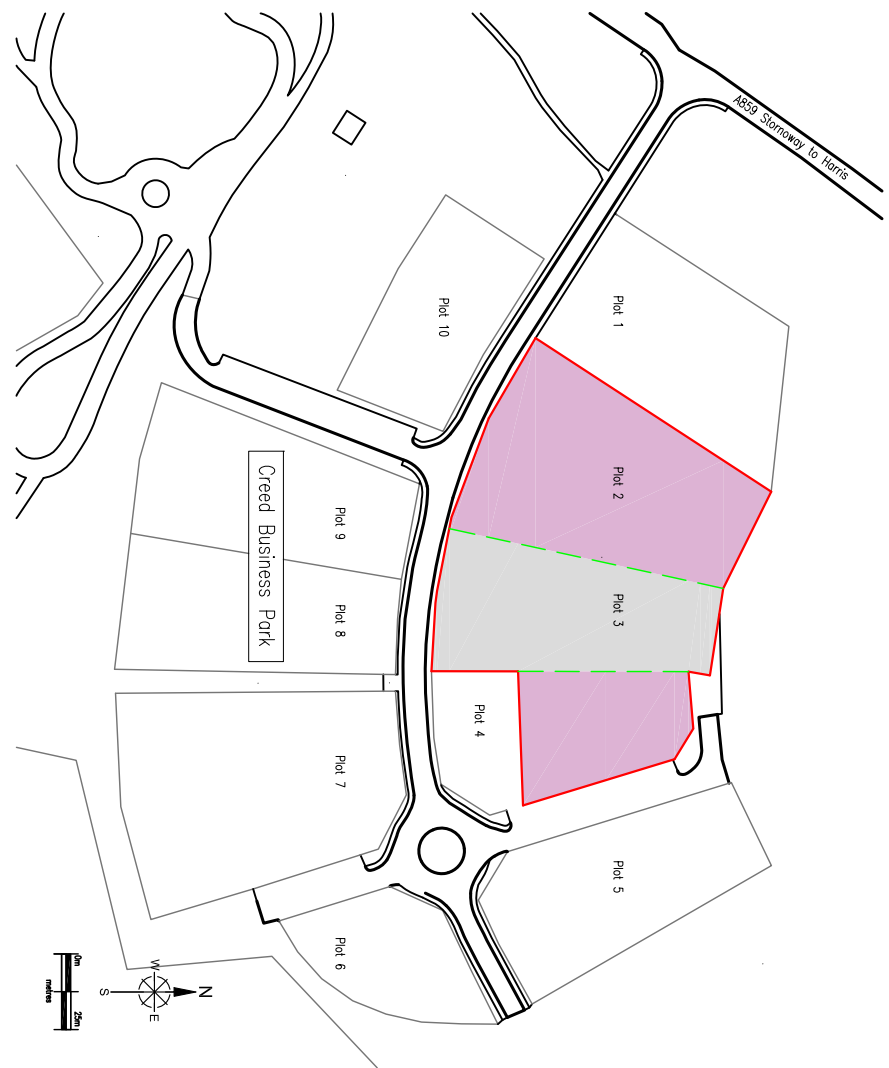 A859 Stornoway to Harris
Plot 1
Plot 10
Plot 2
Plot 9
Creed Business Park
Plot 3
Plot 8
Plot 4
Plot 7
Plot 5
Plot 6
N
W
E
S
0m
25m
metres